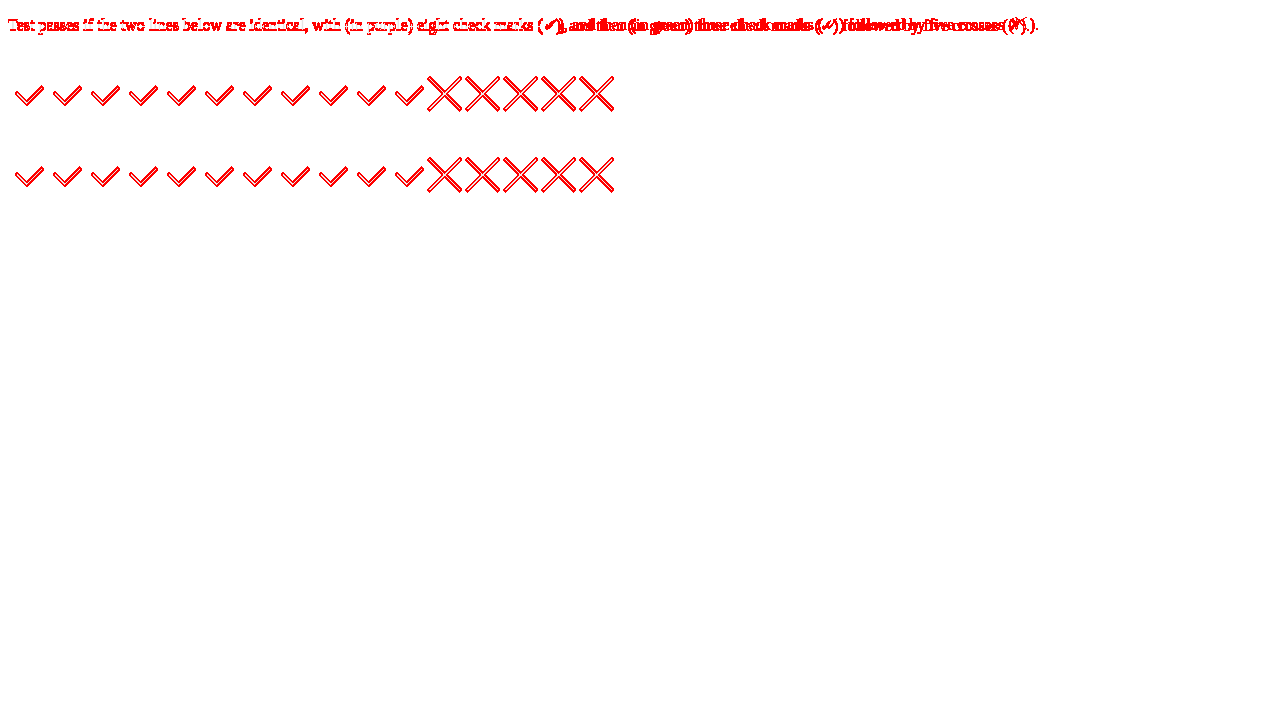 Test passes if the two lines below are identical, with (in purple) eight check marks (✓), and then (in green) three check marks (✓) followed by five crosses (✗).
✓✓✓✓✓✓✓✓✓✓✓✗✗✗✗✗
✓✓✓✓✓✓✓✓✓✓✓✗✗✗✗✗